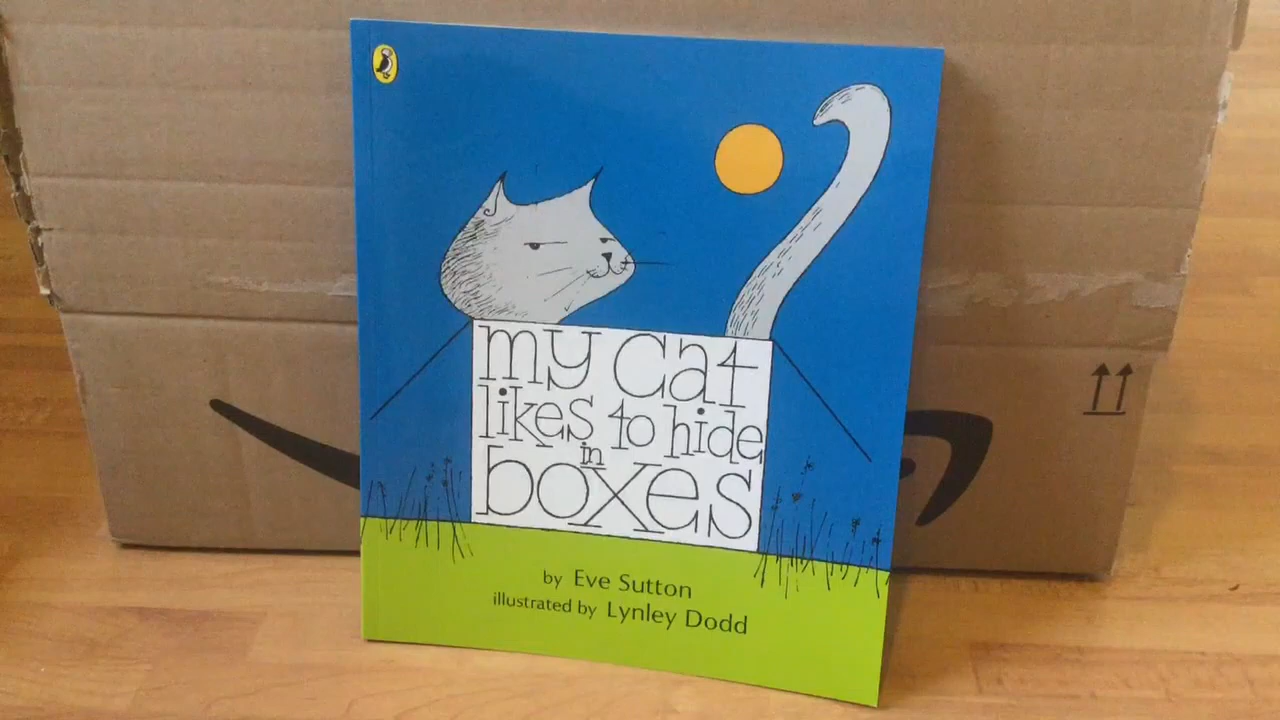 my cat
likes to hide
in
boxes
by Eve Sutton
illustrated by Lynley Dodd